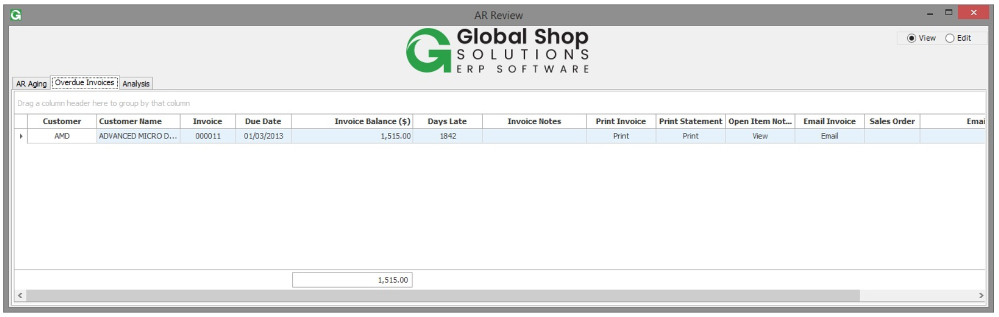 AR Review
Global Shop
SOLUTIONS
ERP SOFTWARE
View Edit
AR Aging Overdue Invoices Analysis
Drag a column header here to group by that column
Customer Customer Name Invoice Due Date Invoice Balance ($) Days Late Invoice Notes Print Invoice Print Statement Open Item Not... Email Invoice Sales Order Emai
AMD ADVANCED MICRO D... 000011 01/03/2013 1,515.00 1842 Print Print View Email
1,515.00